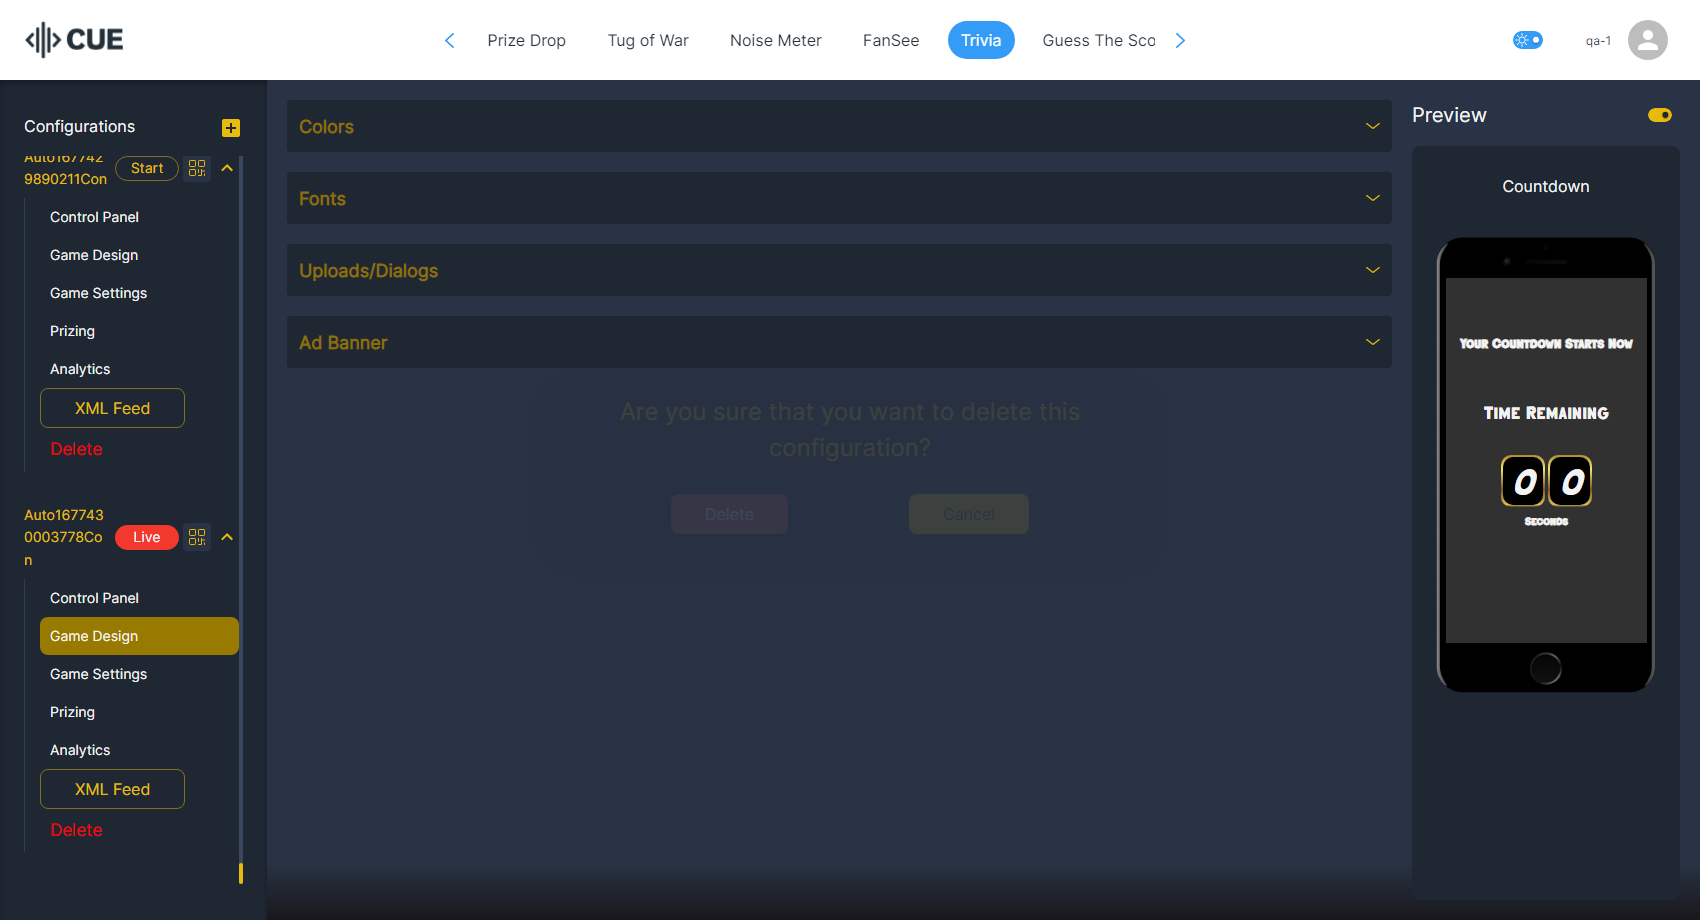 CUE
Prize Drop
Tug of War
Noise Meter
FanSee
Trivia
Guess The Sco
qa-1
Configurations
Auto167742
9890211Con
Start
Control Panel
Game Design
Game Settings
Prizing
Analytics
XML Feed
Delete
Auto167743
0003778Co
n
Live
Control Panel
Game Design
Game Settings
Prizing
Analytics
XML Feed
Delete
Colors
Fonts
Uploads/Dialogs
Ad Banner
Are you sure that you want to delete this
configuration?
Delete
Cancel
Preview
Countdown
Your Countdown Starts Now
Time Remaining
0 0
Seconds